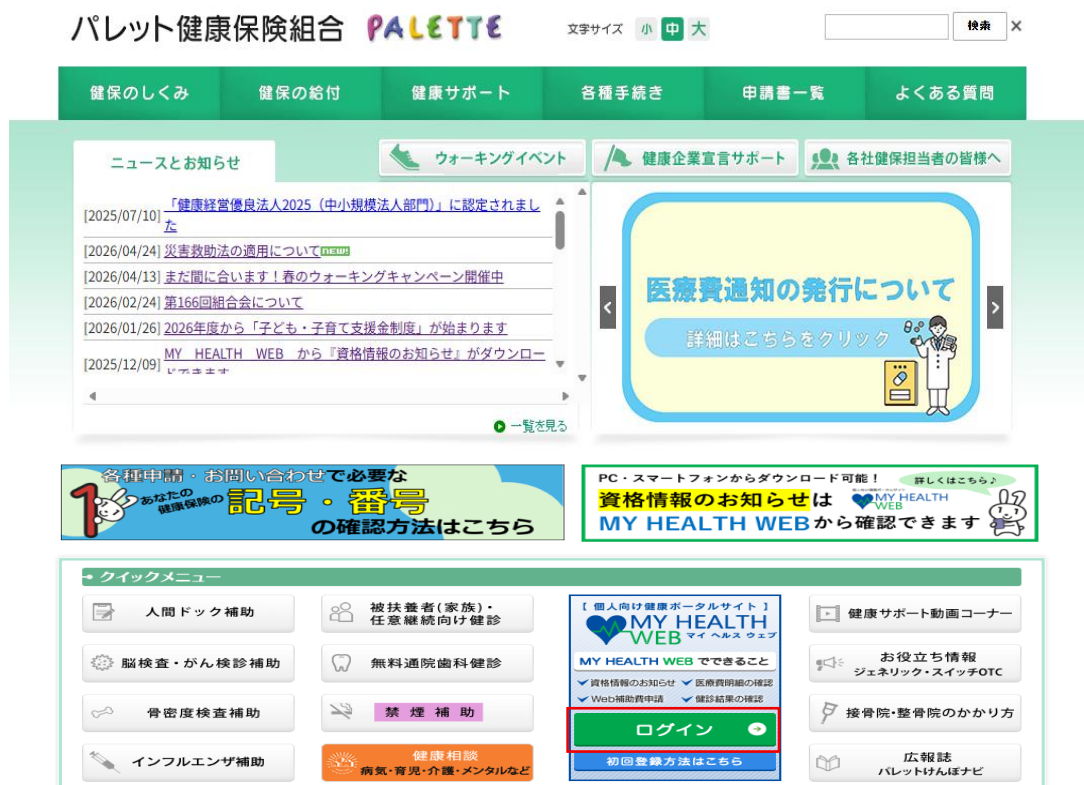 パレット健康保険組合 PALETTE
文字サイズ 小 中 大
検索 ×
健保のしくみ 健保の給付 健康サポート 各種手続き 申請書一覧 よくある質問
ニュースとお知らせ
ウォーキングイベント 健康企業宣言サポート 各社健保担当者の皆様へ
[2025/07/10] 「健康経営優良法人2025（中小規模法人部門）」に認定されまし
た
[2026/04/24] 災害救助法の適用について new!
[2026/04/13] まだ間に合います！春のウォーキングキャンペーン開催中
[2026/02/24] 第166回組合会について
[2026/01/26] 2026年度から「子ども・子育て支援金制度」が始まります
[2025/12/09] MY HEALTH WEB から『資格情報のお知らせ』がダウンロー
ドできます
一覧を見る
医療費通知の発行について
詳細はこちらをクリック
各種申請・お問い合わせで必要な
あなたの
健康保険の
記号・番号
の確認方法はこちら
PC・スマートフォンからダウンロード可能！ 詳しくはこちら♪
資格情報のお知らせは MY HEALTH WEB
MY HEALTH WEBから確認できます
クイックメニュー
人間ドック補助
脳検査・がん検診補助
骨密度検査補助
インフルエンザ補助
被扶養者(家族)・
任意継続向け健診
無料通院歯科健診
禁煙補助
健康相談
病気・育児・介護・メンタルなど
【 個人向け健康ポータルサイト 】
MY HEALTH
WEB マイ ヘルス ウェブ
MY HEALTH WEB でできること
資格情報のお知らせ 医療費明細の確認
Web補助費申請 健診結果の確認
ログイン
初回登録方法はこちら
健康サポート動画コーナー
お役立ち情報
ジェネリック・スイッチOTC
接骨院・整骨院のかかり方
広報誌
パレットけんぽナビ